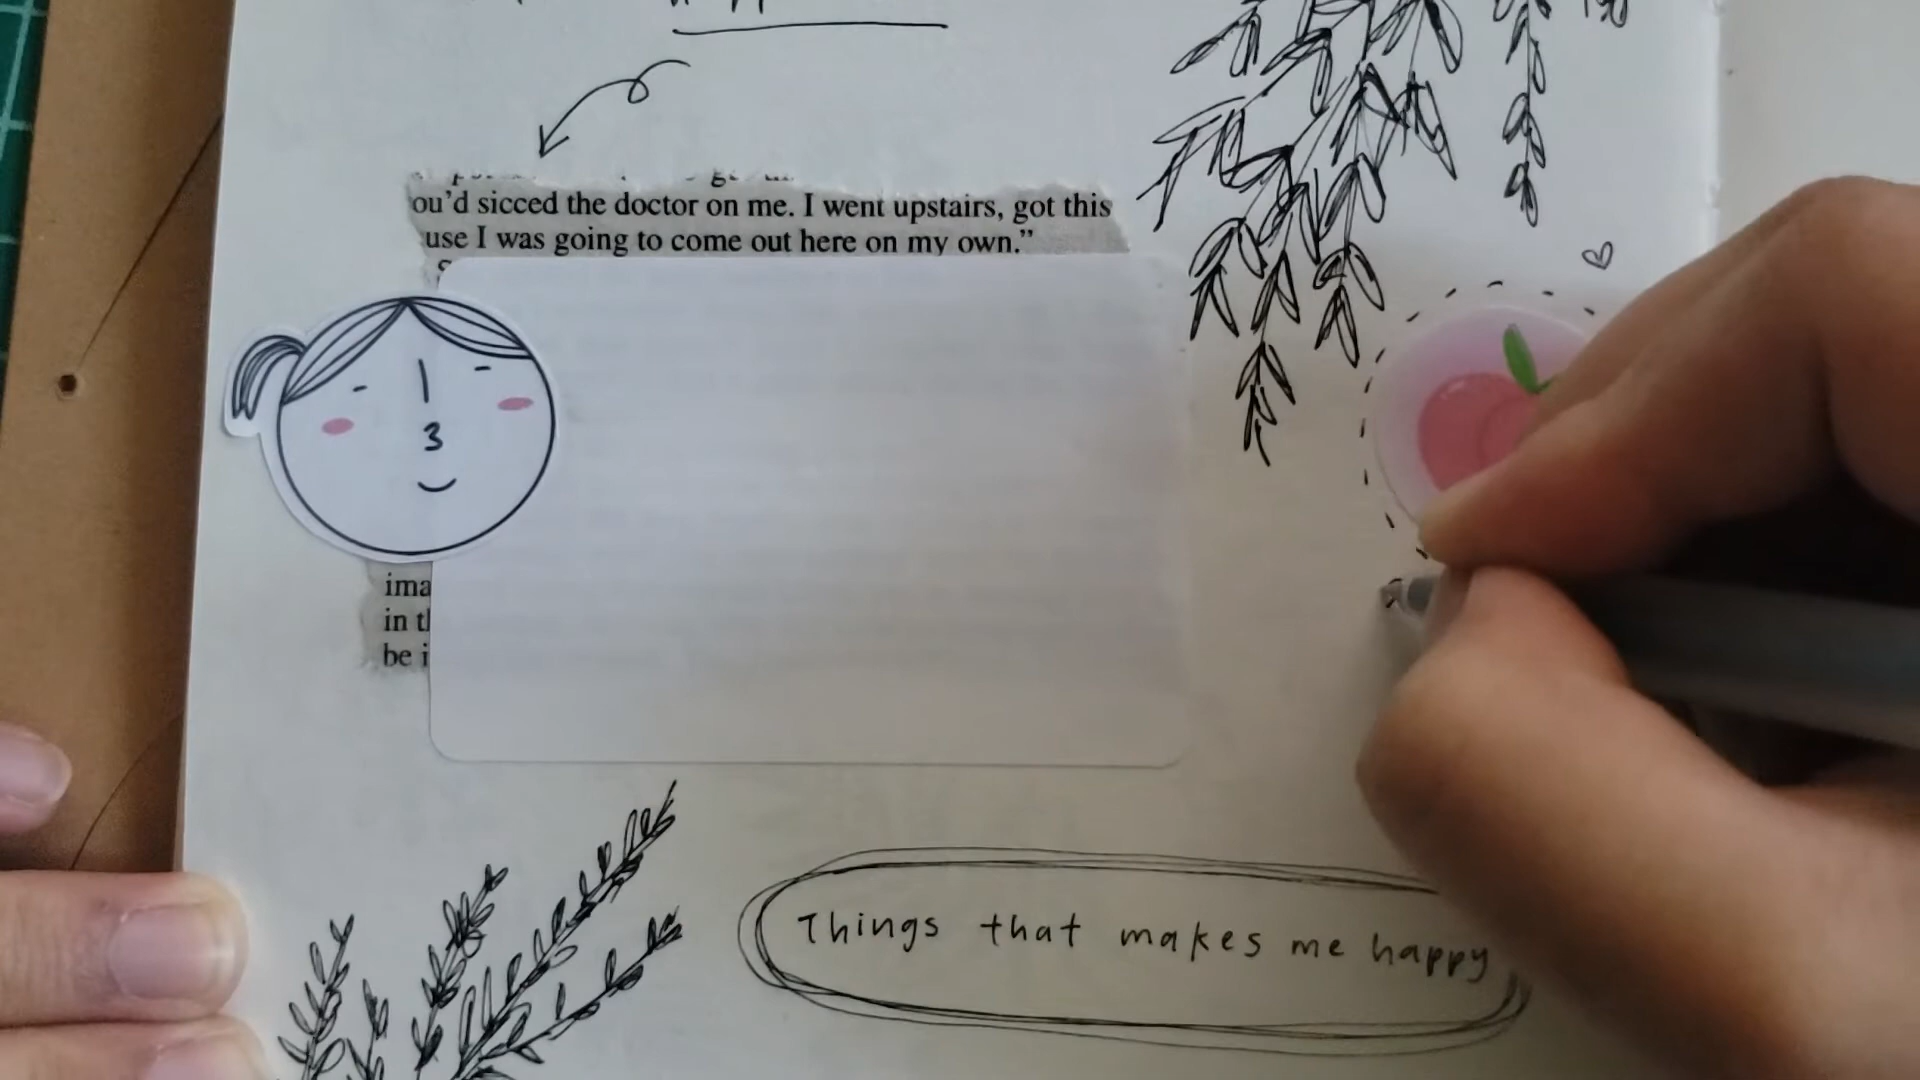 ou'd sicced the doctor on me. I went upstairs, got this
use I was going to come out here on my own.”
ima
in
be i
Things that makes me happy